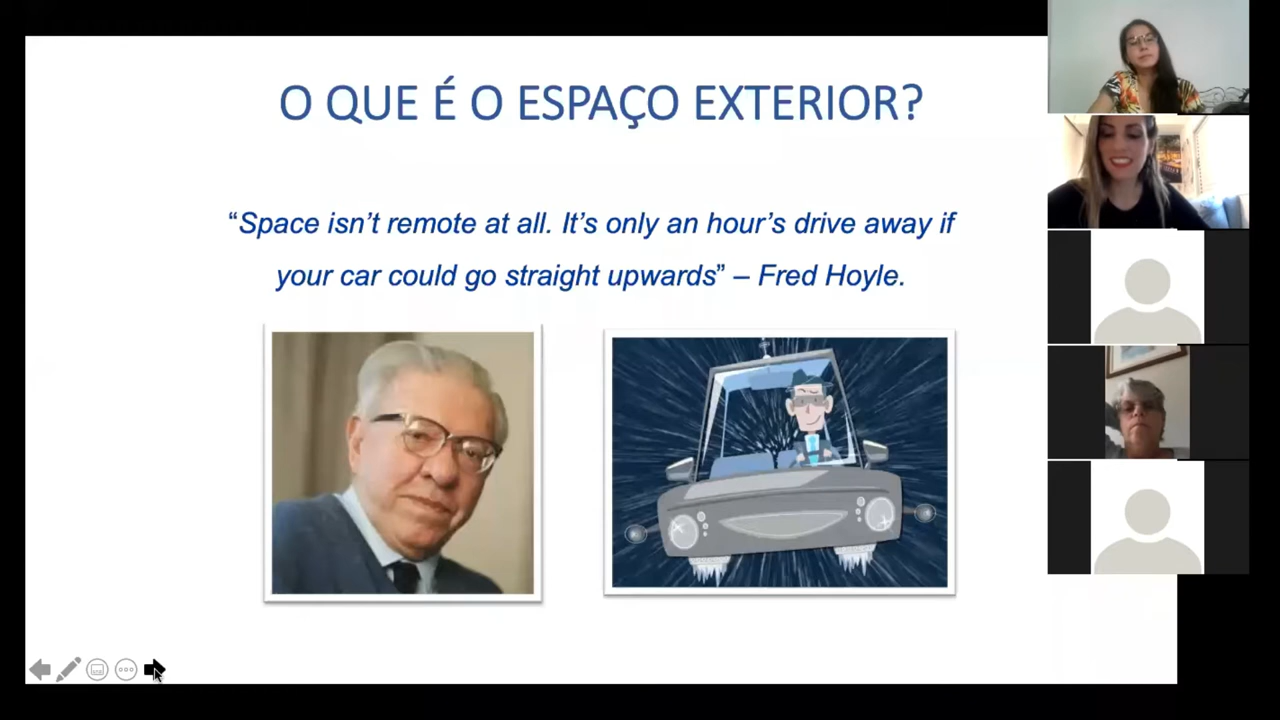 O QUE É O ESPAÇO EXTERIOR?
“Space isn’t remote at all. It’s only an hour’s drive away if
your car could go straight upwards” – Fred Hoyle.